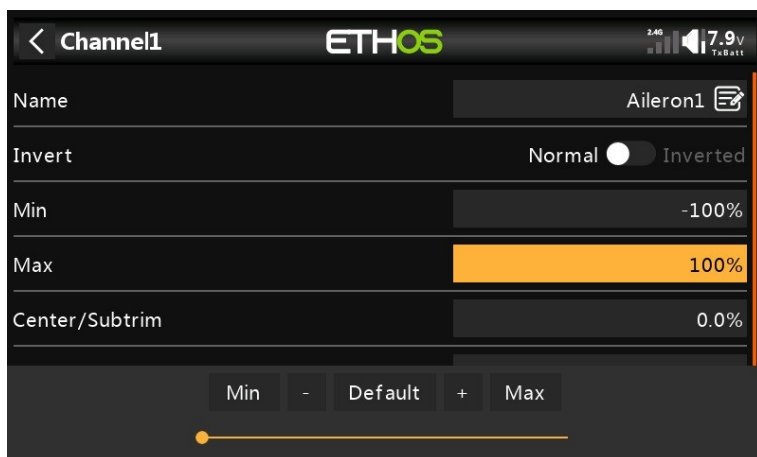 Channel1 ETHOS 2.4G 7.9V
TxBatt
Name Aileron1
Invert Normal Inverted
Min -100%
Max 100%
Center/Subtrim 0.0%
Min - Default + Max